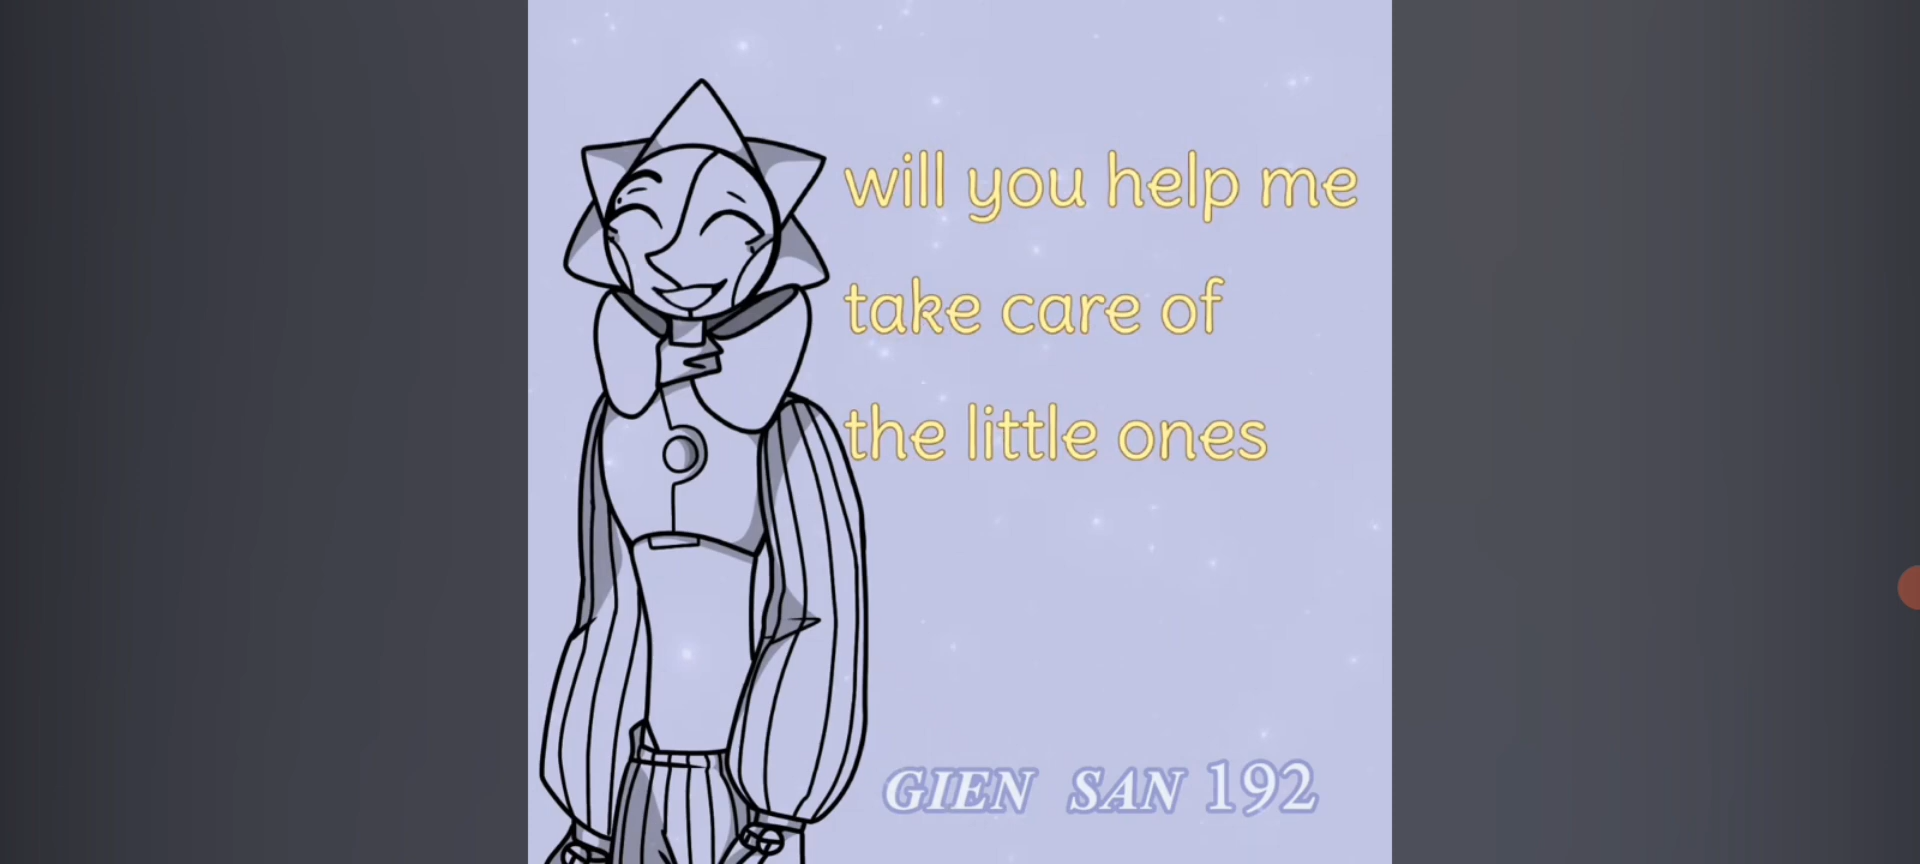 will you help me
take care of
the little ones
GIEN SAN 192